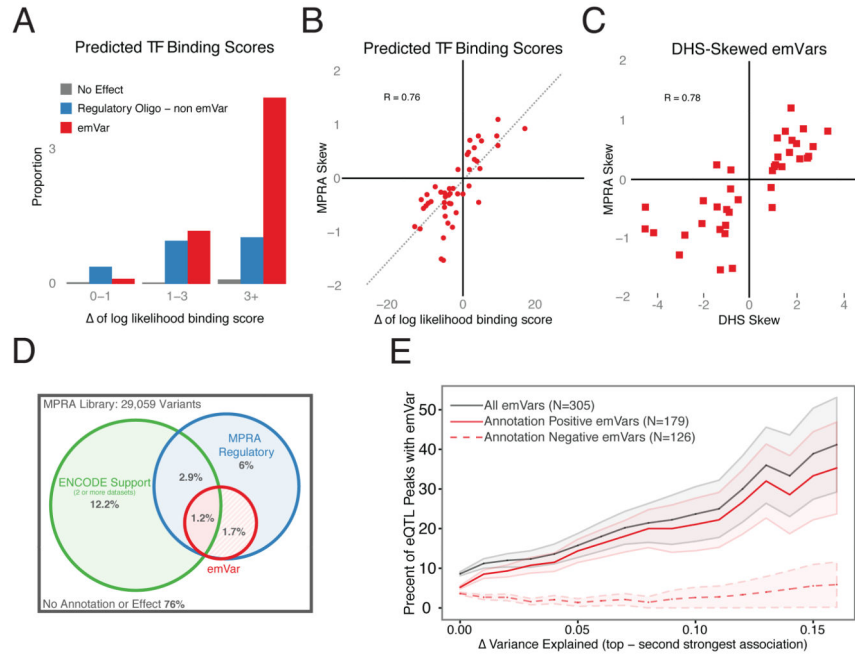 A
Predicted TF Binding Scores
No Effect
Regulatory Oligo – non emVar
emVar
Proportion
3
0
0–1
1–3
3+
Δ of log likelihood binding score
B
Predicted TF Binding Scores
R = 0.76
MPRA Skew
2
1
0
−1
−2
−20
0
20
Δ of log likelihood binding score
C
DHS-Skewed emVars
R = 0.78
MPRA Skew
2
1
0
−1
−2
-4
-2
0
2
4
DHS Skew
D
MPRA Library: 29,059 Variants
ENCODE Support
(2 or more datasets)
12.2%
MPRA
Regulatory
6%
2.9%
1.2%
1.7%
emVar
No Annotation or Effect 76%
E
All emVars (N=305)
Annotation Positive emVars (N=179)
Annotation Negative emVars (N=126)
Precent of eQTL Peaks with emVar
50
40
30
20
10
0
0.00
0.05
0.10
0.15
Δ Variance Explained (top – second strongest association)